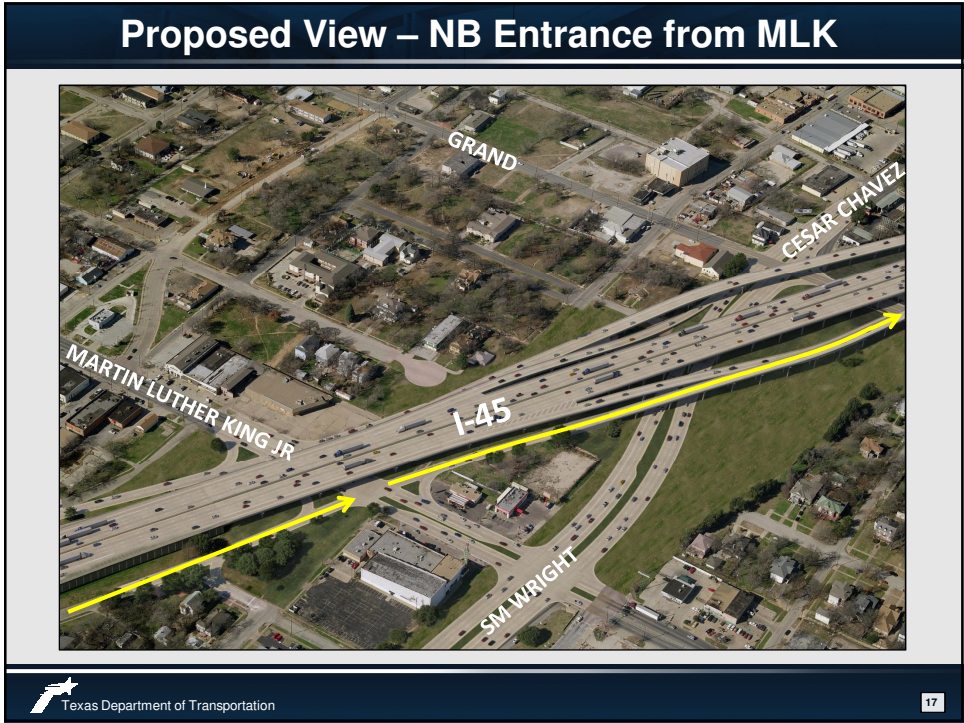 Proposed View – NB Entrance from MLK
GRAND
CESAR CHAVEZ
MARTIN LUTHER KING JR
I-45
SM WRIGHT
Texas Department of Transportation
17